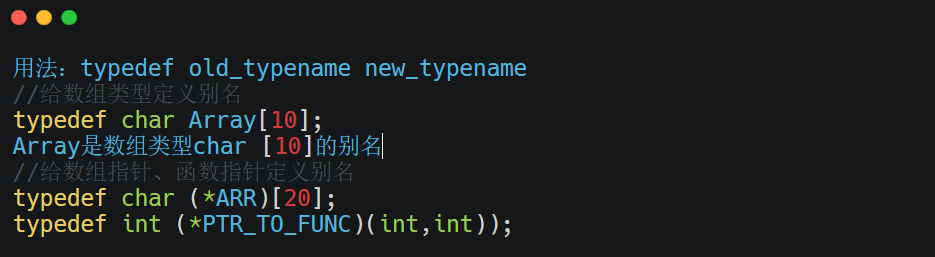 用法：typedef old_typename new_typename
//给数组类型定义别名
typedef char Array[10];
Array是数组类型char [10]的别名
//给数组指针、函数指针定义别名
typedef char (*ARR)[20];
typedef int (*PTR_TO_FUNC)(int,int));